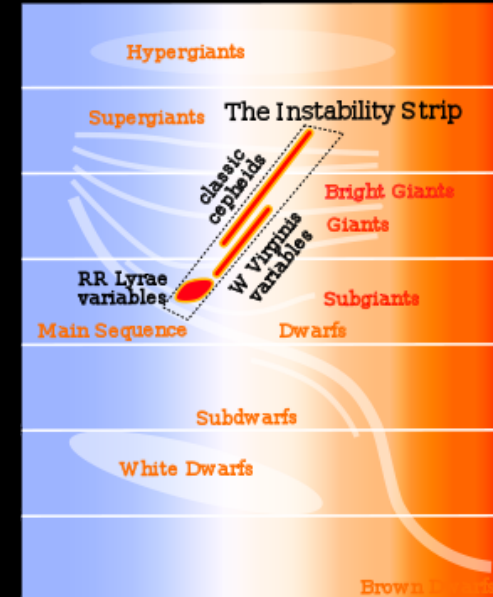 Hypergiants
Supergiants
The Instability Strip
classic
cepheids
Bright Giants
Giants
W Virginis
variables
RR Lyrae
variables
Subgiants
Main Sequence
Dwarfs
Subdwarfs
White Dwarfs
Brown Dwarfs